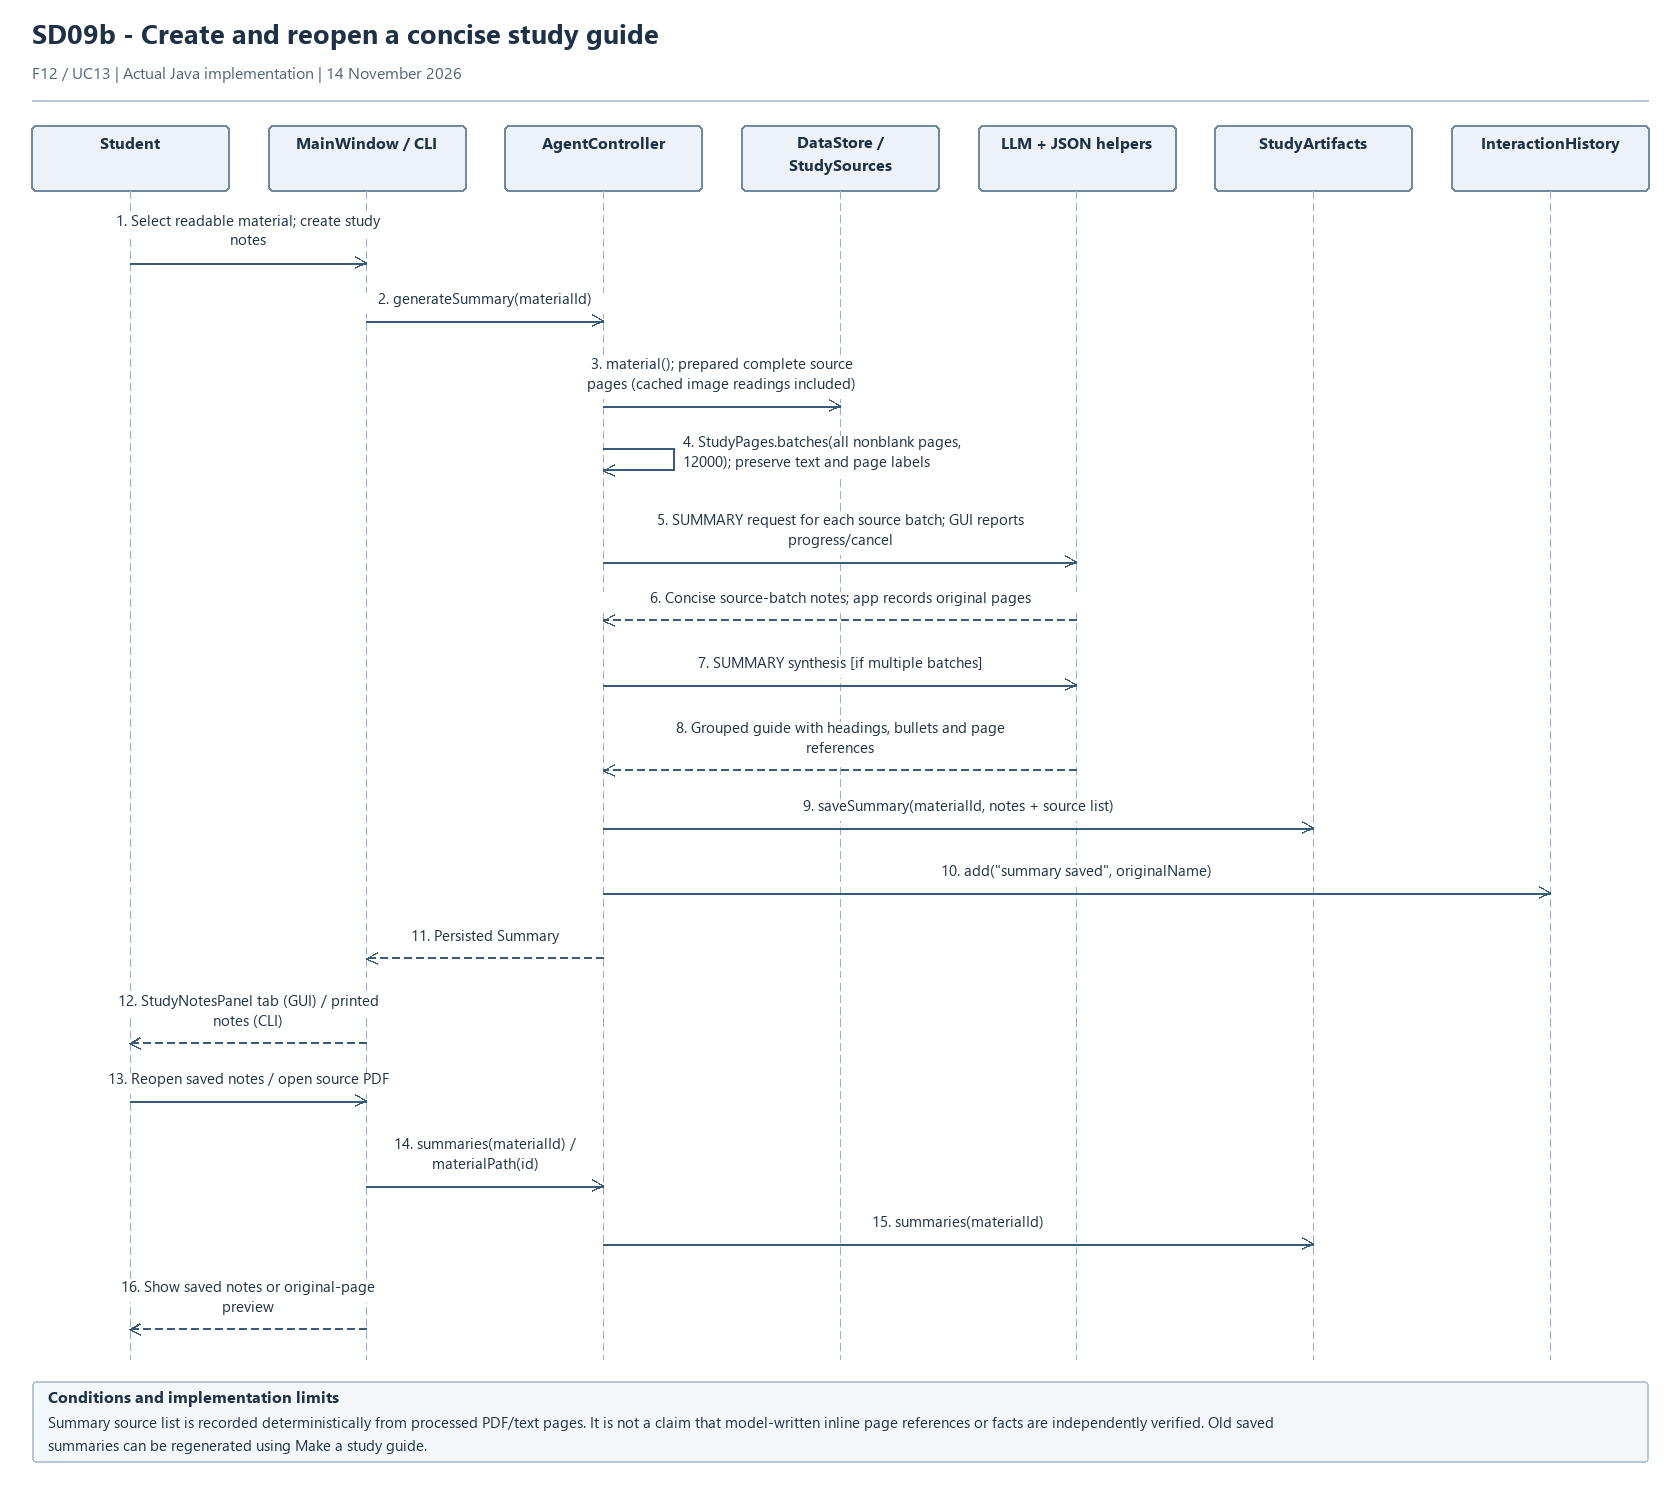 SD09b - Create and reopen a concise study guide
F12 / UC13 | Actual Java implementation | 14 November 2026
Student
MainWindow / CLI
AgentController
DataStore /
StudySources
LLM + JSON helpers
StudyArtifacts
InteractionHistory
1. Select readable material; create study
notes
2. generateSummary(materialId)
3. material(); prepared complete source
pages (cached image readings included)
4. StudyPages.batches(all nonblank pages,
12000); preserve text and page labels
5. SUMMARY request for each source batch; GUI reports
progress/cancel
6. Concise source-batch notes; app records original pages
7. SUMMARY synthesis [if multiple batches]
8. Grouped guide with headings, bullets and page
references
9. saveSummary(materialId, notes + source list)
10. add("summary saved", originalName)
11. Persisted Summary
12. StudyNotesPanel tab (GUI) / printed
notes (CLI)
13. Reopen saved notes / open source PDF
14. summaries(materialId) /
materialPath(id)
15. summaries(materialId)
16. Show saved notes or original-page
preview
Conditions and implementation limits
Summary source list is recorded deterministically from processed PDF/text pages. It is not a claim that model-written inline page references or facts are independently verified. Old saved
summaries can be regenerated using Make a study guide.